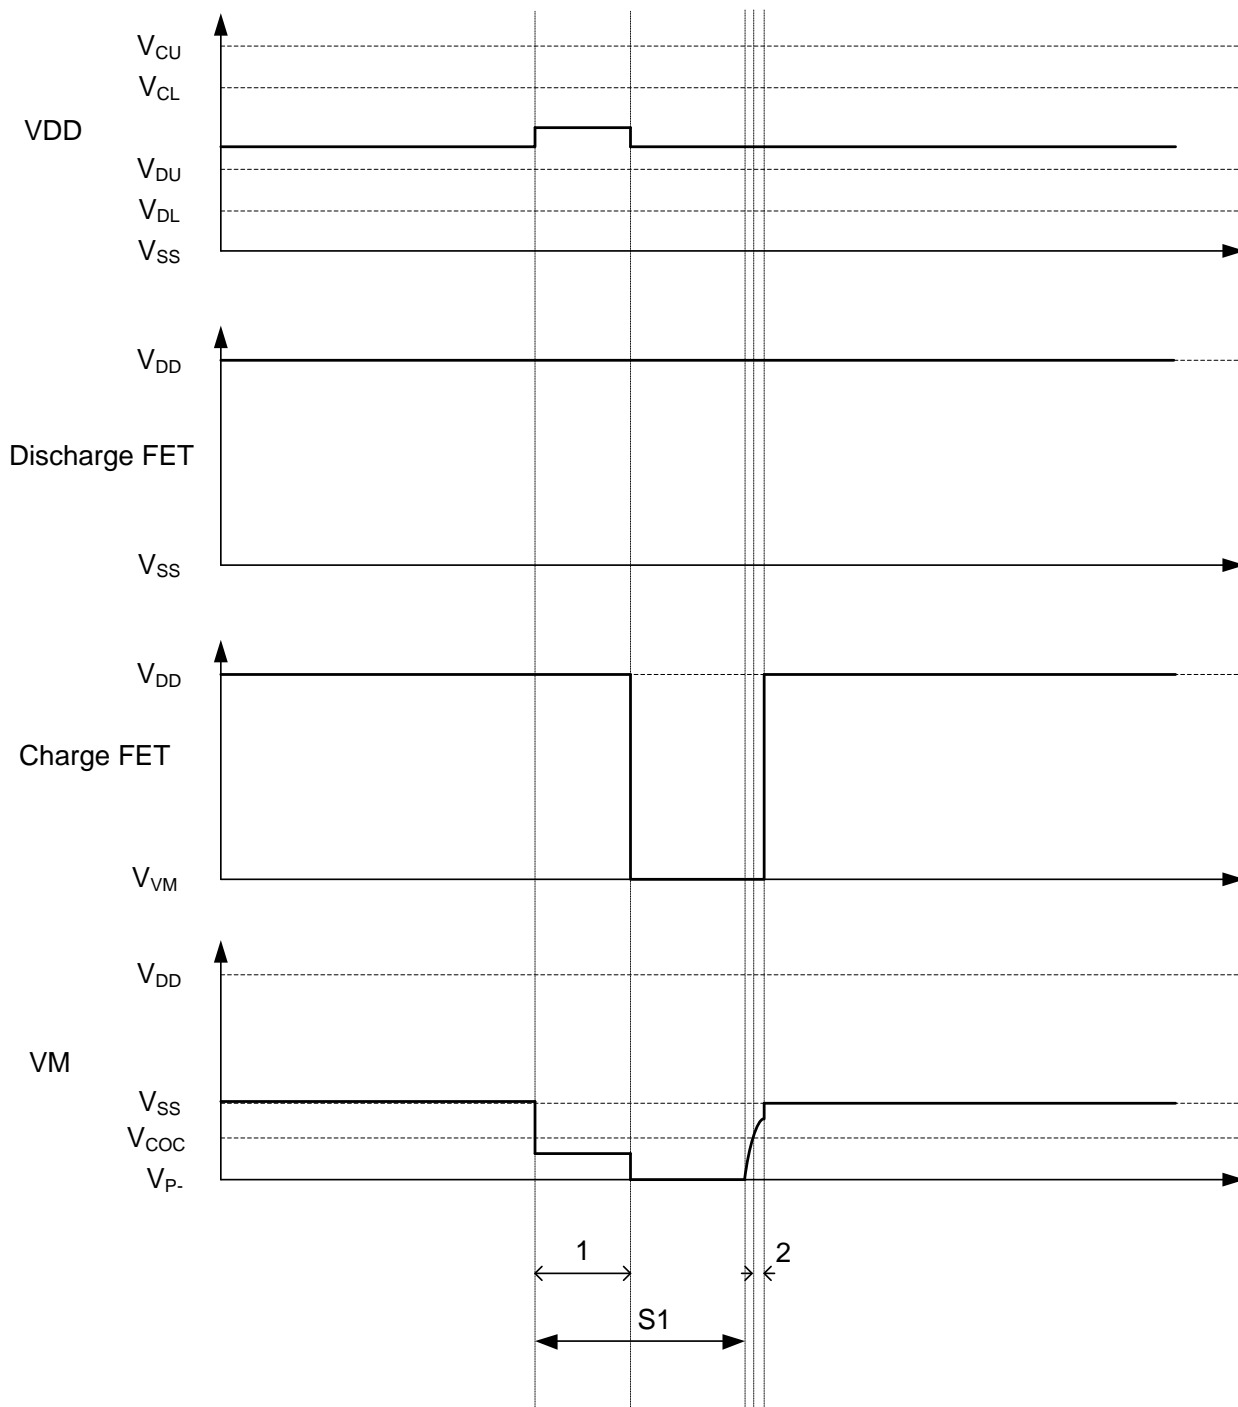 VCU
VCL
VDD
VDU
VDL
VSS
VDD
Discharge FET
VSS
VDD
Charge FET
VVM
VDD
VM
VSS
VCOC
VP-
1
2
S1